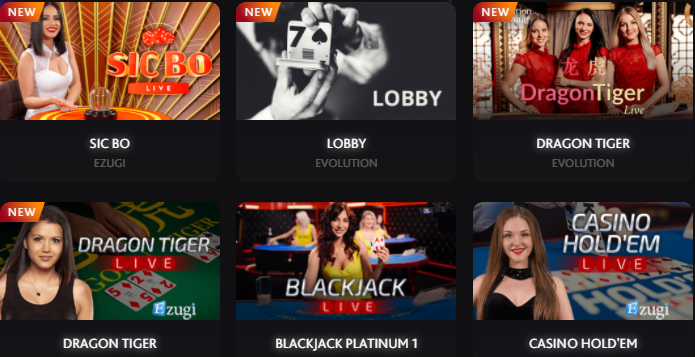 NEW
SIC BO
LIVE
SIC BO
EZUGI
NEW
7
LOBBY
LOBBY
EVOLUTION
NEW
龙 虎
DragonTiger
Live
DRAGON TIGER
EVOLUTION
NEW
DRAGON TIGER
LIVE
Ezugi
DRAGON TIGER
BLACKJACK
LIVE
BLACKJACK PLATINUM 1
CASINO
HOLD'EM
LIVE
Ezugi
CASINO HOLD'EM